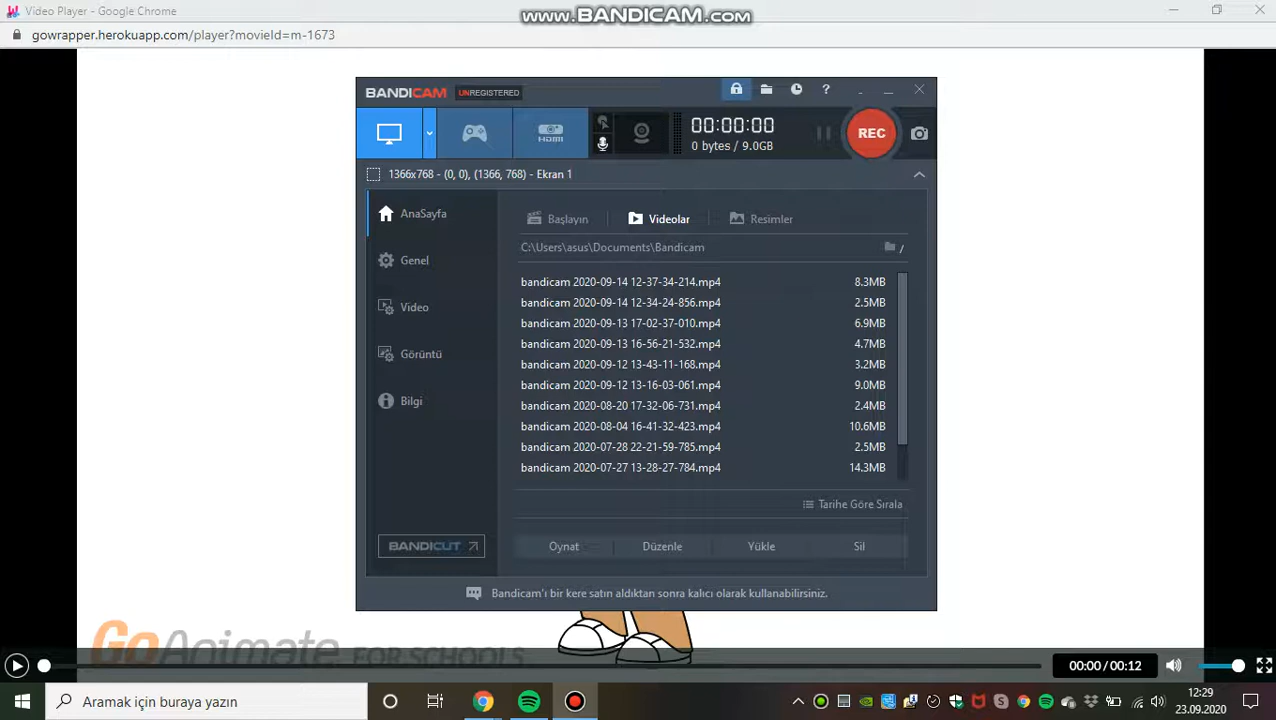 Video Player - Google Chrome
www.BANDICAM.com
gowrapper.herokuapp.com/player?movieId=m-1673
BANDICAM UNREGISTERED
?
HDMI
00:00:00
0 bytes / 9.0GB
REC
1366x768 - (0, 0), (1366, 768) - Ekran 1
AnaSayfa
Genel
Video
Görüntü
Bilgi
BANDICUT
Başlayın
Videolar
Resimler
C:\Users\asus\Documents\Bandicam
/
bandicam 2020-09-14 12-37-34-214.mp4 8.3MB
bandicam 2020-09-14 12-34-24-856.mp4 2.5MB
bandicam 2020-09-13 17-02-37-010.mp4 6.9MB
bandicam 2020-09-13 16-56-21-532.mp4 4.7MB
bandicam 2020-09-12 13-43-11-168.mp4 3.2MB
bandicam 2020-09-12 13-16-03-061.mp4 9.0MB
bandicam 2020-08-20 17-32-06-731.mp4 2.4MB
bandicam 2020-08-04 16-41-32-423.mp4 10.6MB
bandicam 2020-07-28 22-21-59-785.mp4 2.5MB
bandicam 2020-07-27 13-28-27-784.mp4 14.3MB
Tarihe Göre Sırala
Oynat Düzenle Yükle Sil
Bandicam'ı bir kere satın aldıktan sonra kalıcı olarak kullanabilirsiniz.
GoAnimate FOR SCHOOLS
00:00 / 00:12
Aramak için buraya yazın
12:29
23.09.2020